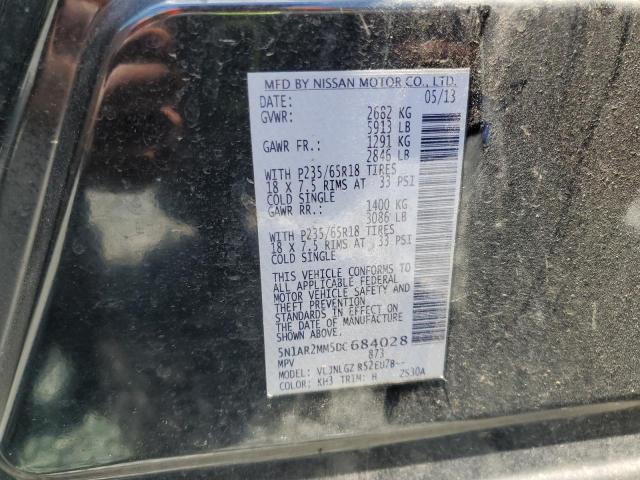 MFD BY NISSAN MOTOR CO., LTD.
DATE: 05/13
GVWR: 2682 KG
5913 LB
GAWR FR.: 1291 KG
2846 LB
WITH P235/65R18 TIRES
18 X 7.5 RIMS AT 33 PSI
COLD SINGLE
GAWR RR.: 1400 KG
3086 LB
WITH P235/65R18 TIRES
18 X 7.5 RIMS AT 33 PSI
COLD SINGLE
THIS VEHICLE CONFORMS TO
ALL APPLICABLE FEDERAL
MOTOR VEHICLE SAFETY AND
THEFT PREVENTION
STANDARDS IN EFFECT ON
THE DATE OF MFR. SHOWN
ABOVE.
5N1AR2MM5DC684028
MPV 873
MODEL:
COLOR: KH3 TRIM: H 2S30A